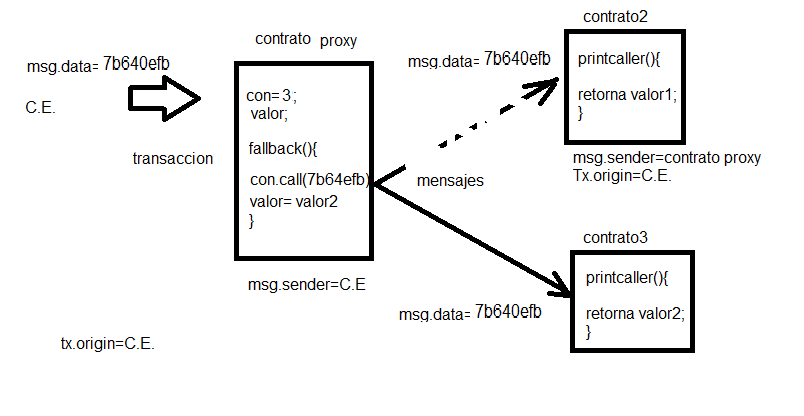 contrato2
contrato proxy
msg.data= 7b640efb
msg.data= 7b640efb
printcaller(){
retorna valor1;
}
C.E.
con= 3;
valor;
transaccion
fallback(){
con.call(7b64efb)
valor= valor2
}
mensajes
msg.sender=contrato proxy
Tx.origin=C.E.
contrato3
msg.sender=C.E
printcaller(){
retorna valor2;
}
msg.data= 7b640efb
tx.origin=C.E.